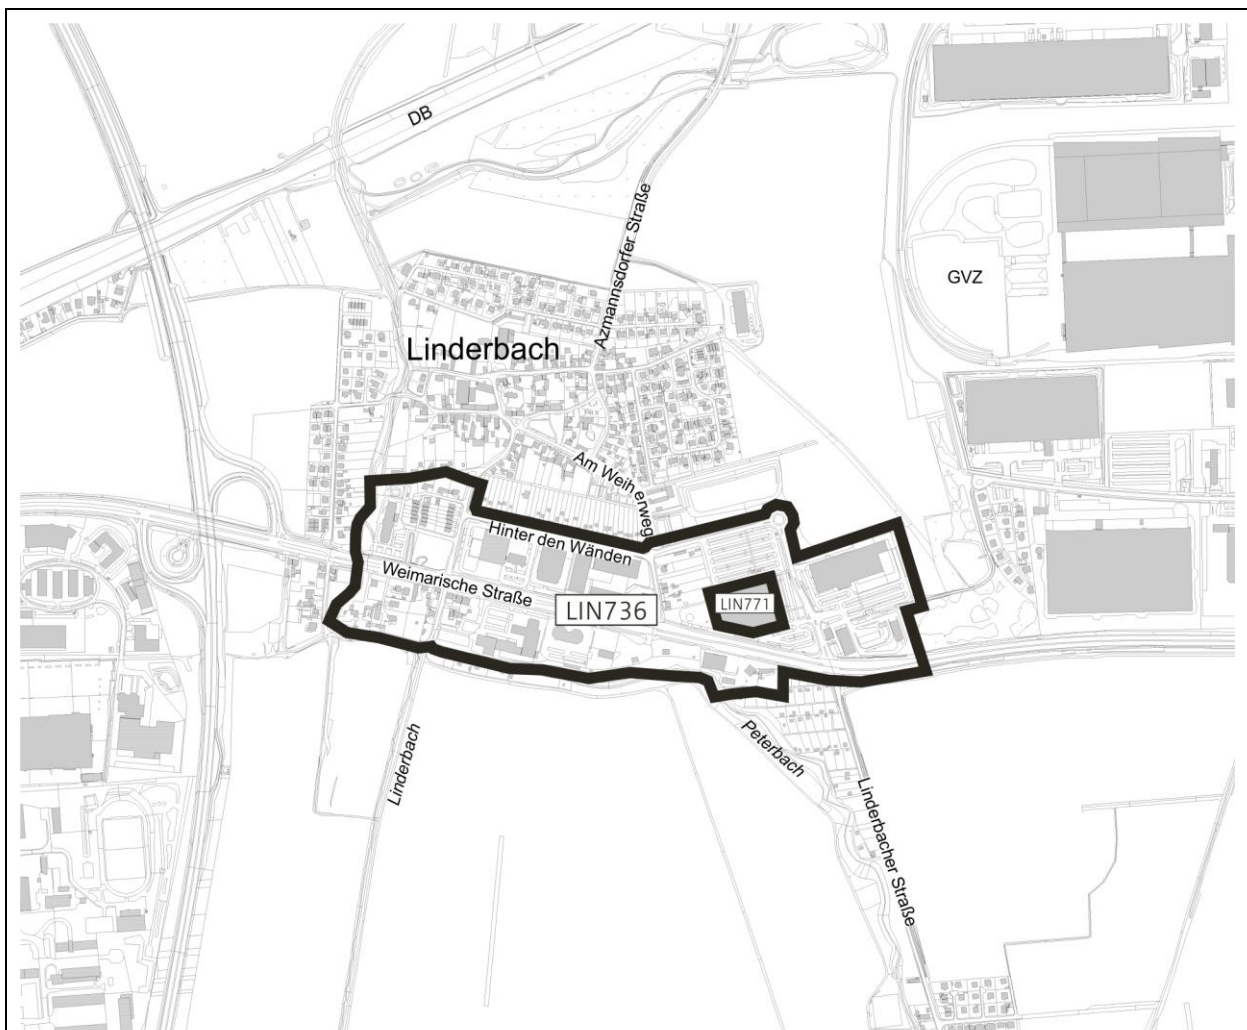 DB
Azmannsdorfer Straße
GVZ
Linderbach
Am Weiherweg
Hinter den Wänden
Weimarische Straße
LIN736
LIN771
Linderbach
Peterbach
Linderbacher Straße